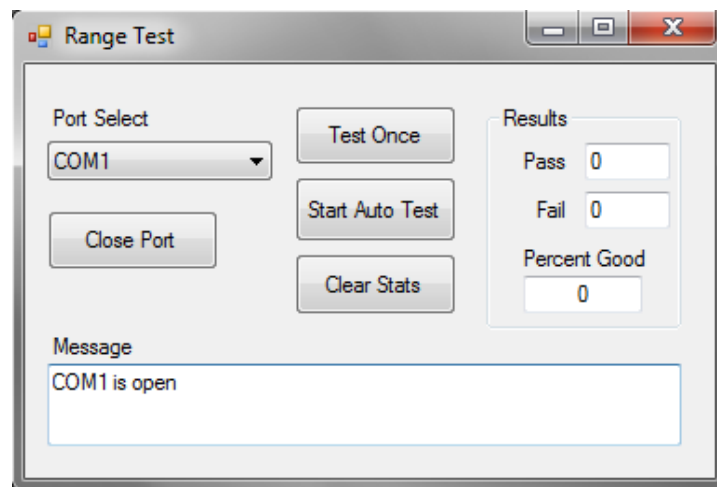 Range Test
Port Select
COM1
Close Port
Test Once
Start Auto Test
Clear Stats
Results
Pass 0
Fail 0
Percent Good
0
Message
COM1 is open